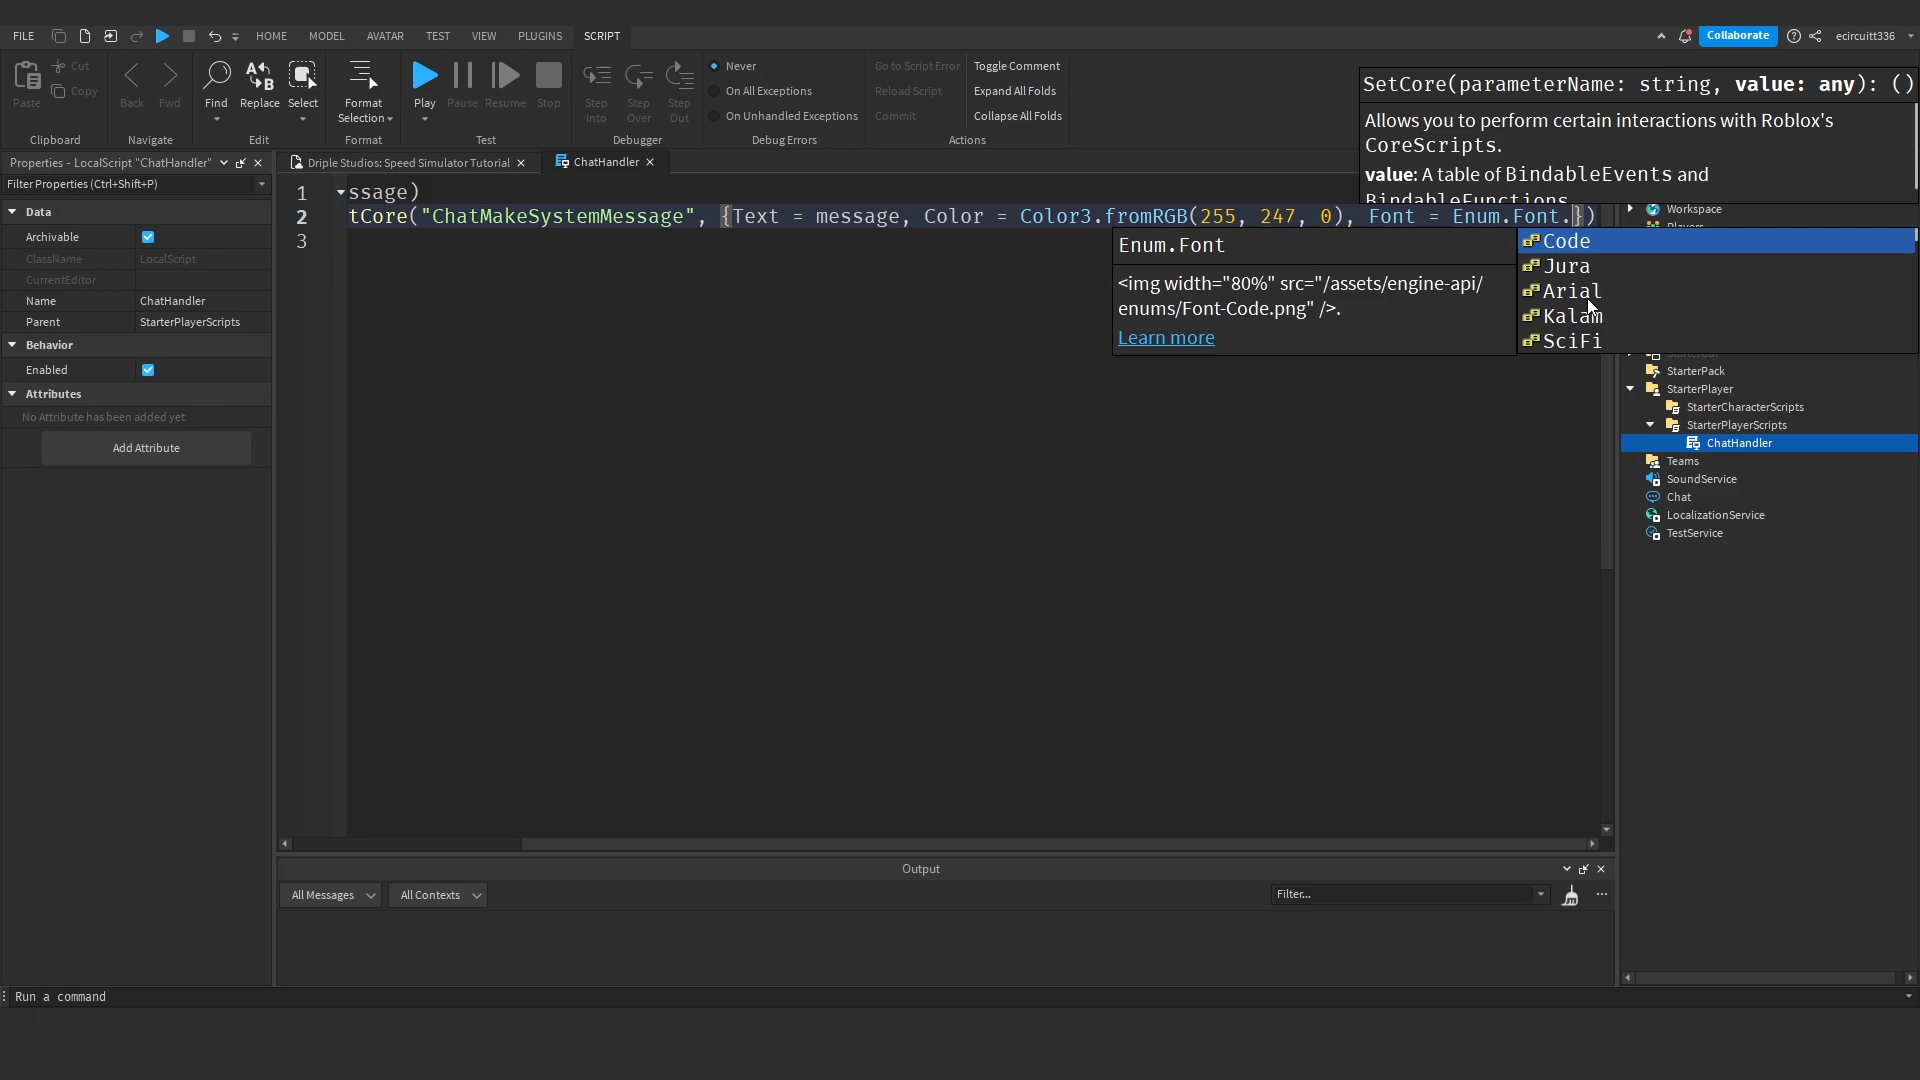 FILE HOME MODEL AVATAR TEST VIEW PLUGINS SCRIPT Collaborate ecircuitt336
Paste Cut Copy
Clipboard
Back Fwd
Navigate
Find Replace Select
Edit
Format Selection
Format
Play Pause Resume Stop
Test
Step Into Step Over Step Out
Debugger
Never
On All Exceptions
On Unhandled Exceptions
Debug Errors
Go to Script Error
Reload Script
Commit
Toggle Comment
Expand All Folds
Collapse All Folds
Actions
SetCore(parameterName: string, value: any): ()
Allows you to perform certain interactions with Roblox's
CoreScripts.
value: A table of BindableEvents and
BindableFunctions
Properties - LocalScript "ChatHandler"
Filter Properties (Ctrl+Shift+P)
Data
Archivable
ClassName LocalScript
CurrentEditor
Name ChatHandler
Parent StarterPlayerScripts
Behavior
Enabled
Attributes
No Attribute has been added yet
Add Attribute
Driple Studios: Speed Simulator Tutorial
ChatHandler
1 ssage)
2 tCore("ChatMakeSystemMessage", {Text = message, Color = Color3.fromRGB(255, 247, 0), Font = Enum.Font.})
3
Enum.Font
<img width="80%" src="/assets/engine-api/
enums/Font-Code.png" />.
Learn more
Code
Jura
Arial
Kalam
SciFi
Workspace
Players
StarterGui
StarterPack
StarterPlayer
StarterCharacterScripts
StarterPlayerScripts
ChatHandler
Teams
SoundService
Chat
LocalizationService
TestService
Output
All Messages All Contexts Filter...
Run a command